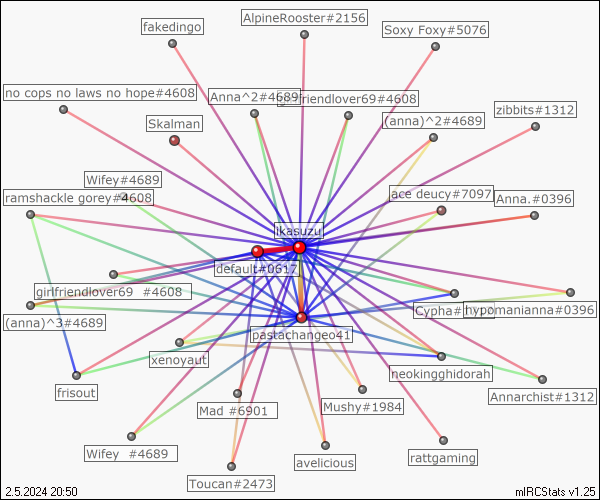 AlpineRooster#2156
fakedingo
Soxy Foxy#5076
no cops no laws no hope#4608
Anna^2#4689
friendlover69#4608
zibbits#1312
Skalman
(anna)^2#4689
Wifey#4689
ramshackle gorey#4608
ace deucy#7097
Anna.#0396
ikasuzu
default#0617
girlfriendlover69 #4608
(anna)^3#4689
Cypha#
hypomanianna#0396
pastachangeo41
xenoyaut
neokingghidorah
frisout
Annarchist#1312
Mad #6901
Mushy#1984
Wifey #4689
avelicious
rattgaming
Toucan#2473
2.5.2024 20:50
mIRCStats v1.25